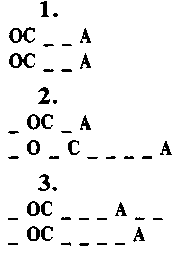 1.
ОС _ _ А
ОС _ _ А
2.
_ ОС _ А
_ О _ С _ _ _ _ А
3.
_ ОС _ _ _ А _ _
_ ОС _ _ _ _ А